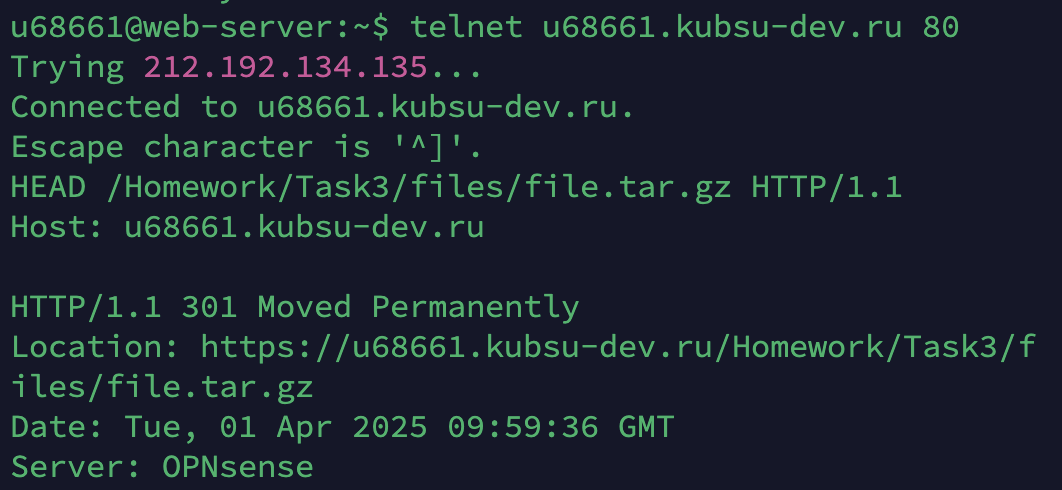 u68661@web-server:~$ telnet u68661.kubsu-dev.ru 80
Trying 212.192.134.135...
Connected to u68661.kubsu-dev.ru.
Escape character is '^]'.
HEAD /Homework/Task3/files/file.tar.gz HTTP/1.1
Host: u68661.kubsu-dev.ru

HTTP/1.1 301 Moved Permanently
Location: https://u68661.kubsu-dev.ru/Homework/Task3/f
iles/file.tar.gz
Date: Tue, 01 Apr 2025 09:59:36 GMT
Server: OPNsense